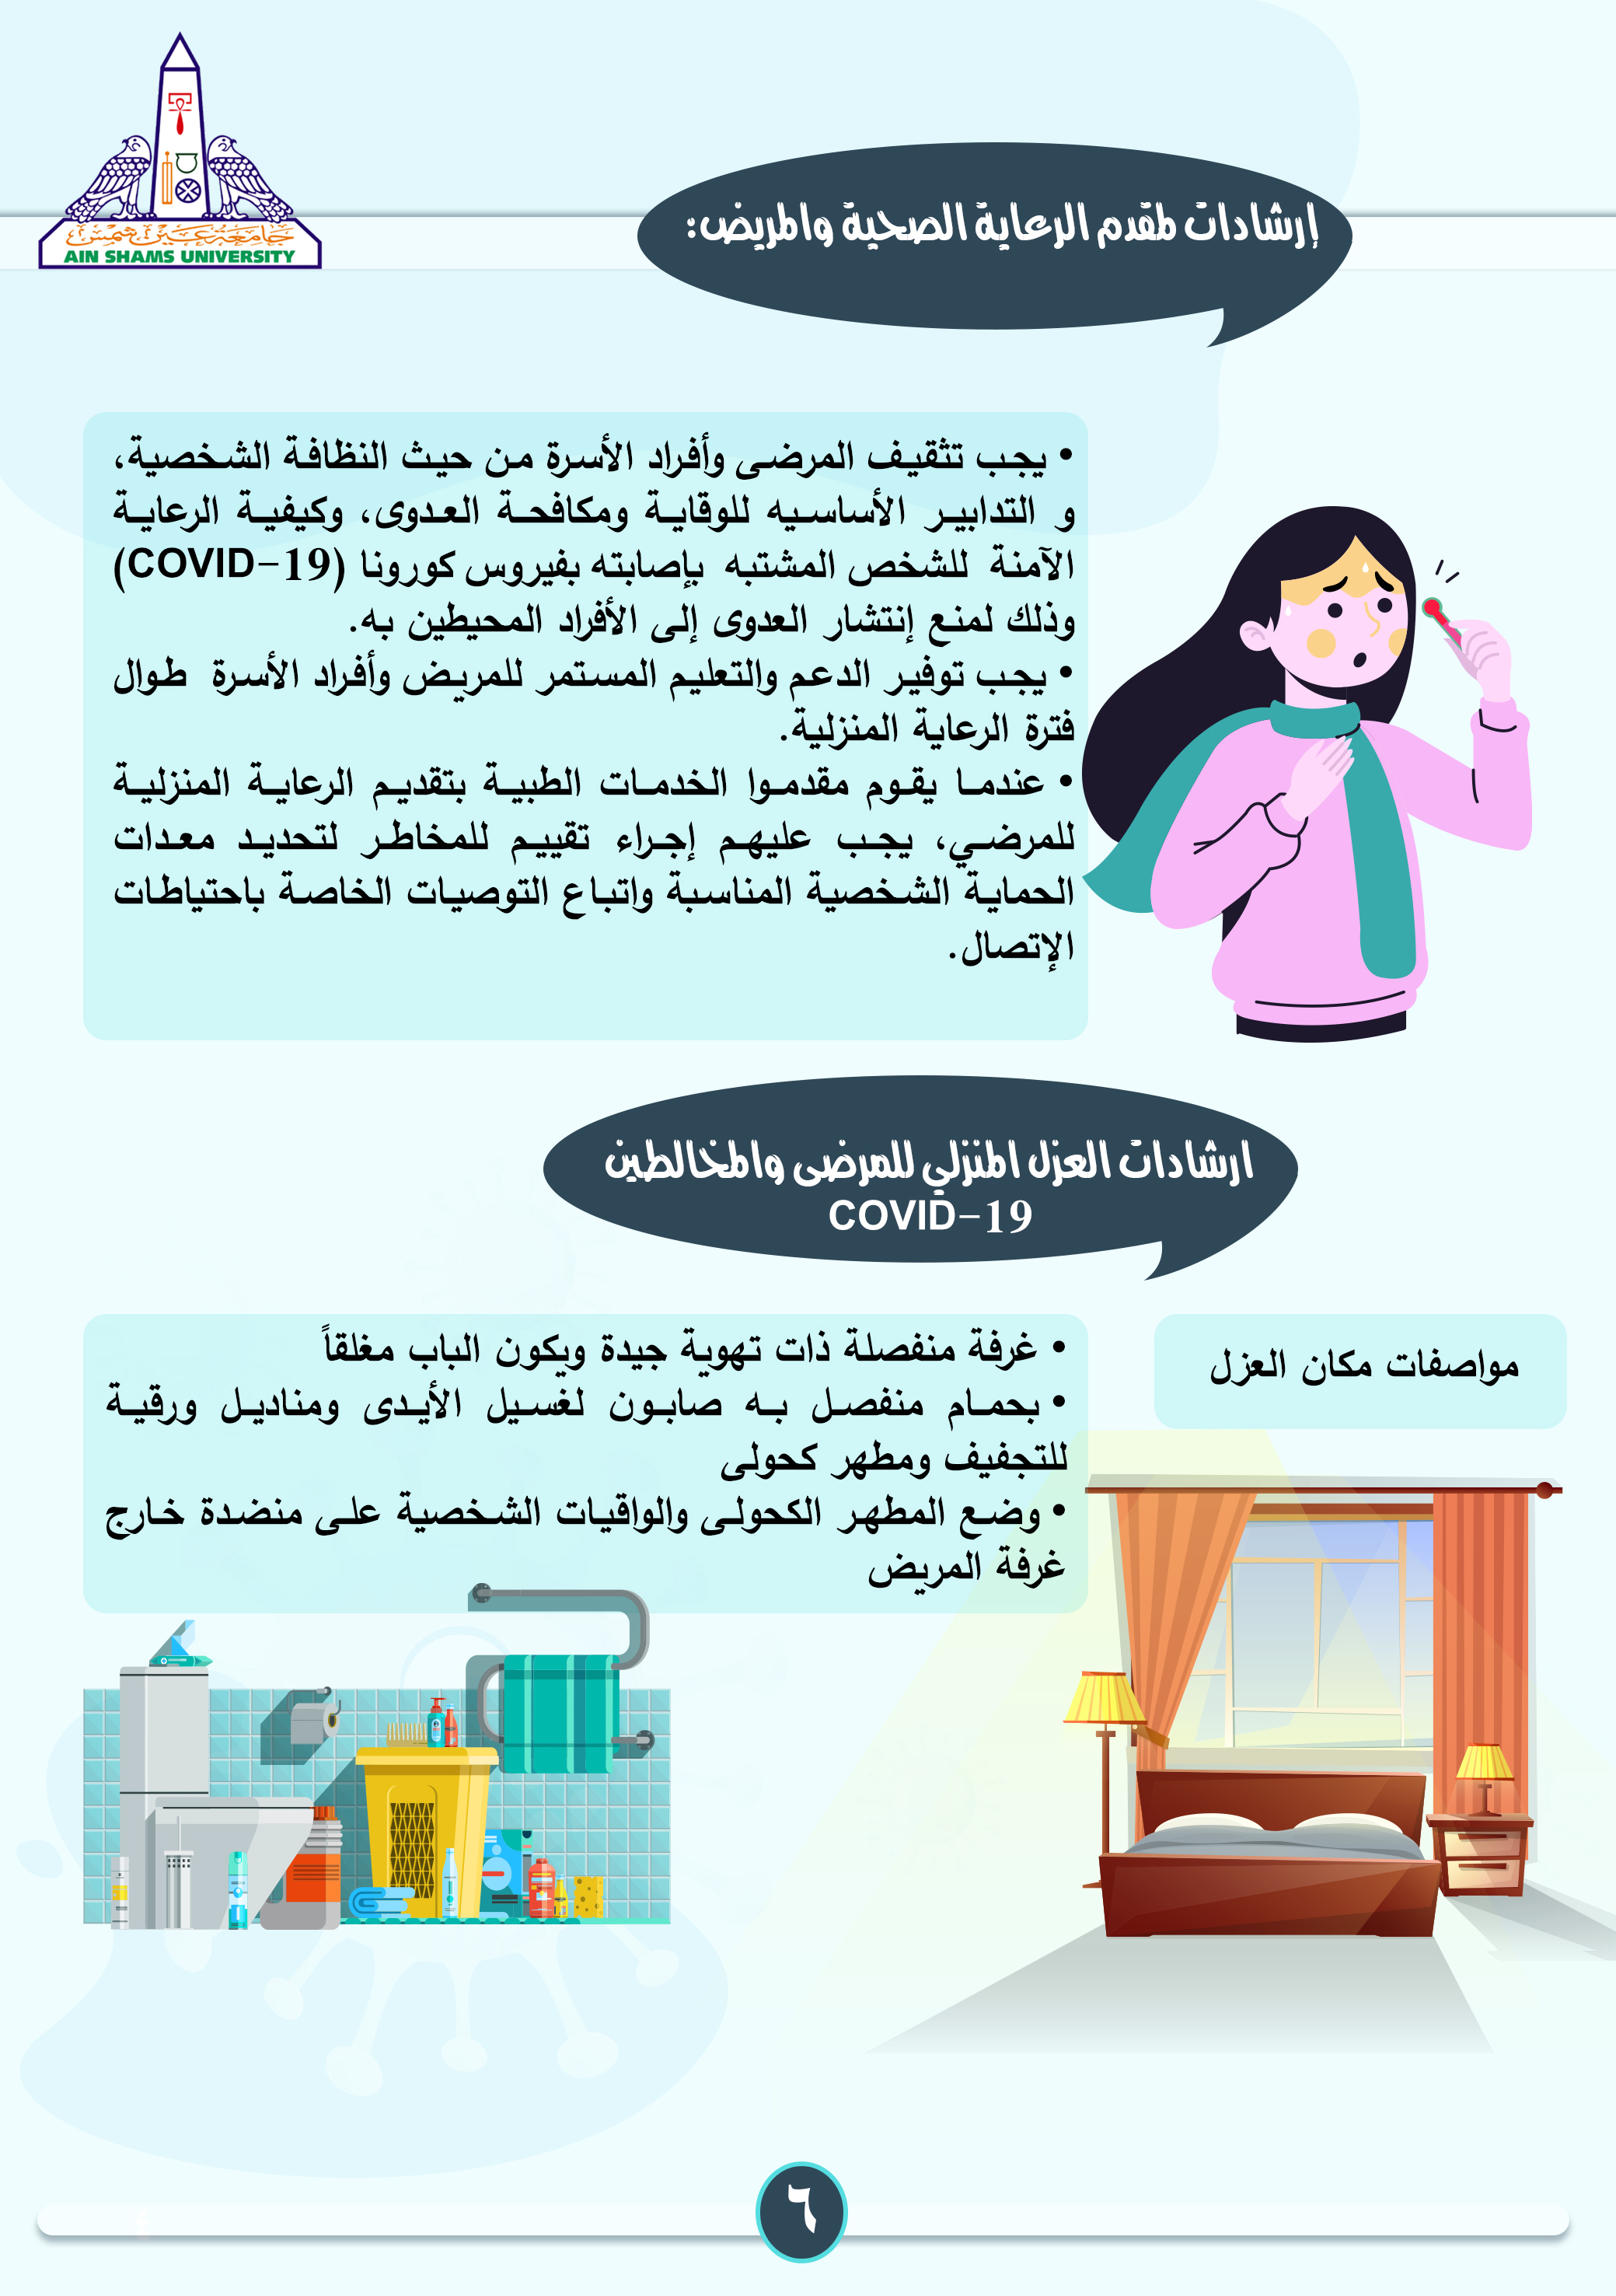 جامعة عين شمس
AIN SHAMS UNIVERSITY
إرشادات لمقدم الرعاية الصحية والمريض:
• يجب تثقيف المرضى وأفراد الأسرة من حيث النظافة الشخصية،
و التدابير الأساسيه للوقاية ومكافحة العدوى، وكيفية الرعاية
الآمنة للشخص المشتبه بإصابته بفيروس كورونا (COVID-19)
وذلك لمنع إنتشار العدوى إلى الأفراد المحيطين به.
• يجب توفير الدعم والتعليم المستمر للمريض وأفراد الأسرة طوال
فترة الرعاية المنزلية.
• عندما يقوم مقدموا الخدمات الطبية بتقديم الرعاية المنزلية
للمرضي، يجب عليهم إجراء تقييم للمخاطر لتحديد معدات
الحماية الشخصية المناسبة واتباع التوصيات الخاصة باحتياطات
الإتصال.
ارشادات العزل المنزلي للمرضى والمخالطين
COVID-19
مواصفات مكان العزل
• غرفة منفصلة ذات تهوية جيدة ويكون الباب مغلقاً
• بحمام منفصل به صابون لغسيل الأيدى ومناديل ورقية
للتجفيف ومطهر كحولى
• وضع المطهر الكحولى والواقيات الشخصية على منضدة خارج
غرفة المريض
٦